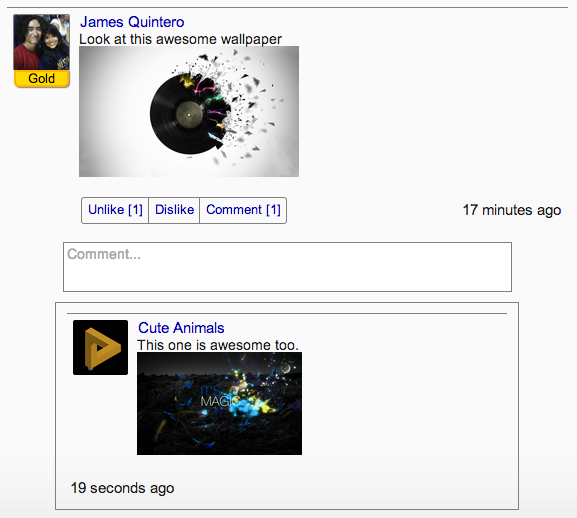 James Quintero
Look at this awesome wallpaper
Gold
Unlike [1] Dislike Comment [1] 17 minutes ago
Comment...
Cute Animals
This one is awesome too.
IT'S
MAGIC
19 seconds ago